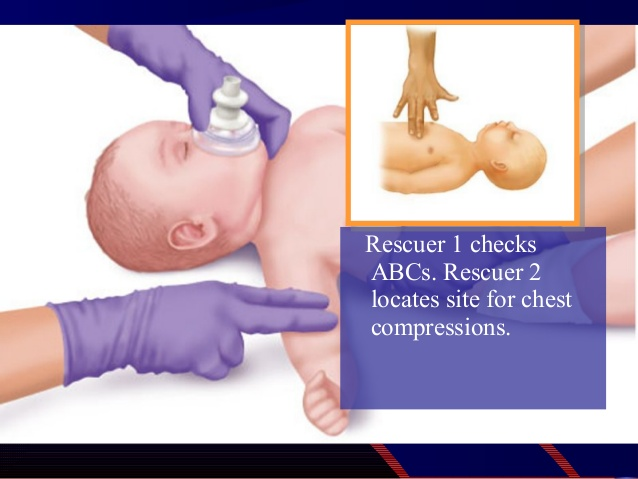 Rescuer 1 checks
ABCs. Rescuer 2
locates site for chest
compressions.